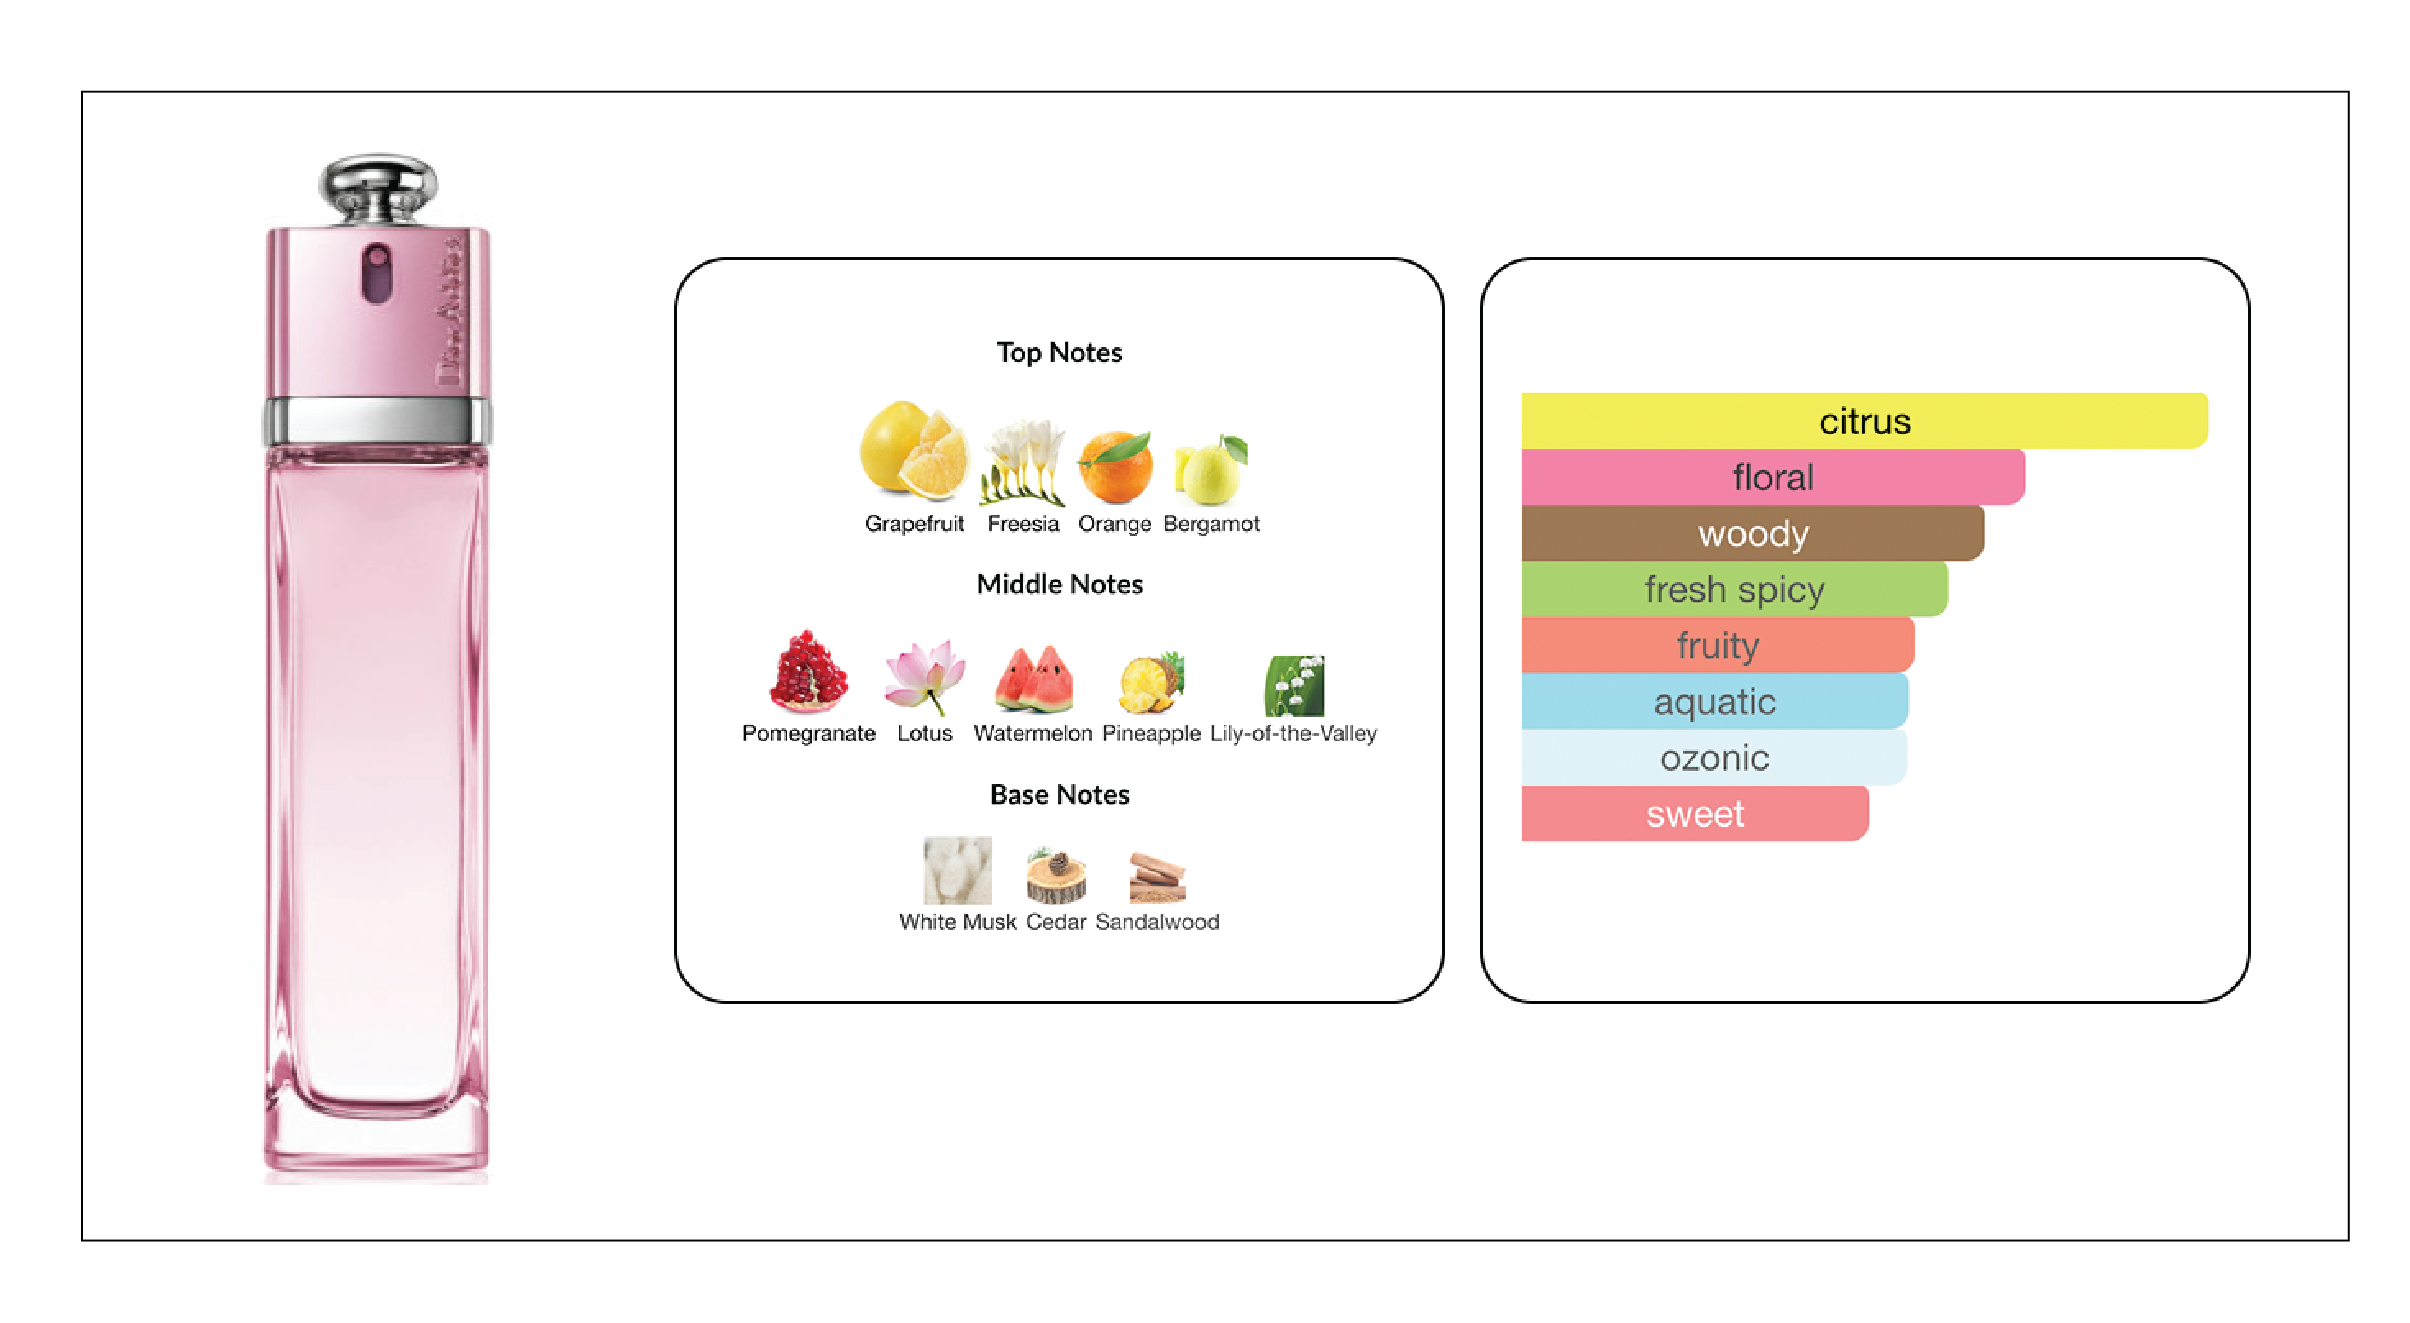 Dior Addict
Top Notes
Grapefruit Freesia Orange Bergamot
Middle Notes
Pomegranate Lotus Watermelon Pineapple Lily-of-the-Valley
Base Notes
White Musk Cedar Sandalwood
citrus
floral
woody
fresh spicy
fruity
aquatic
ozonic
sweet